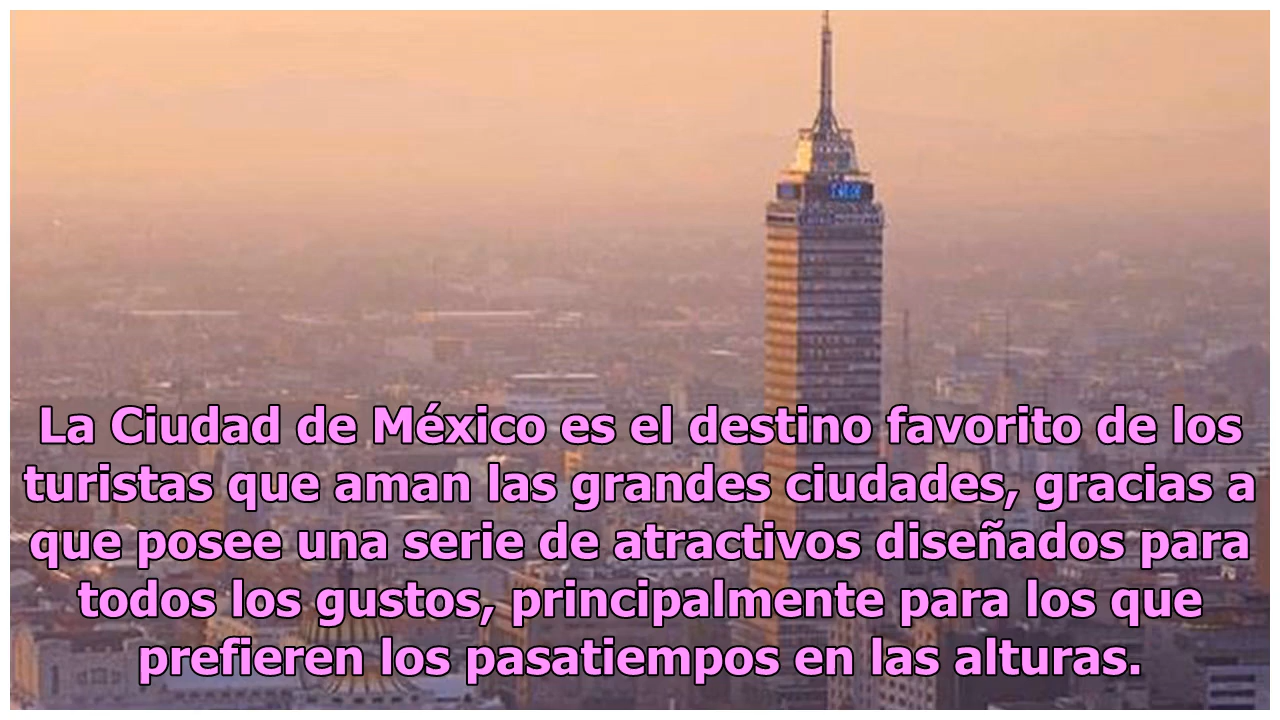 La Ciudad de México es el destino favorito de los
turistas que aman las grandes ciudades, gracias a
que posee una serie de atractivos diseñados para
todos los gustos, principalmente para los que
prefieren los pasatiempos en las alturas.